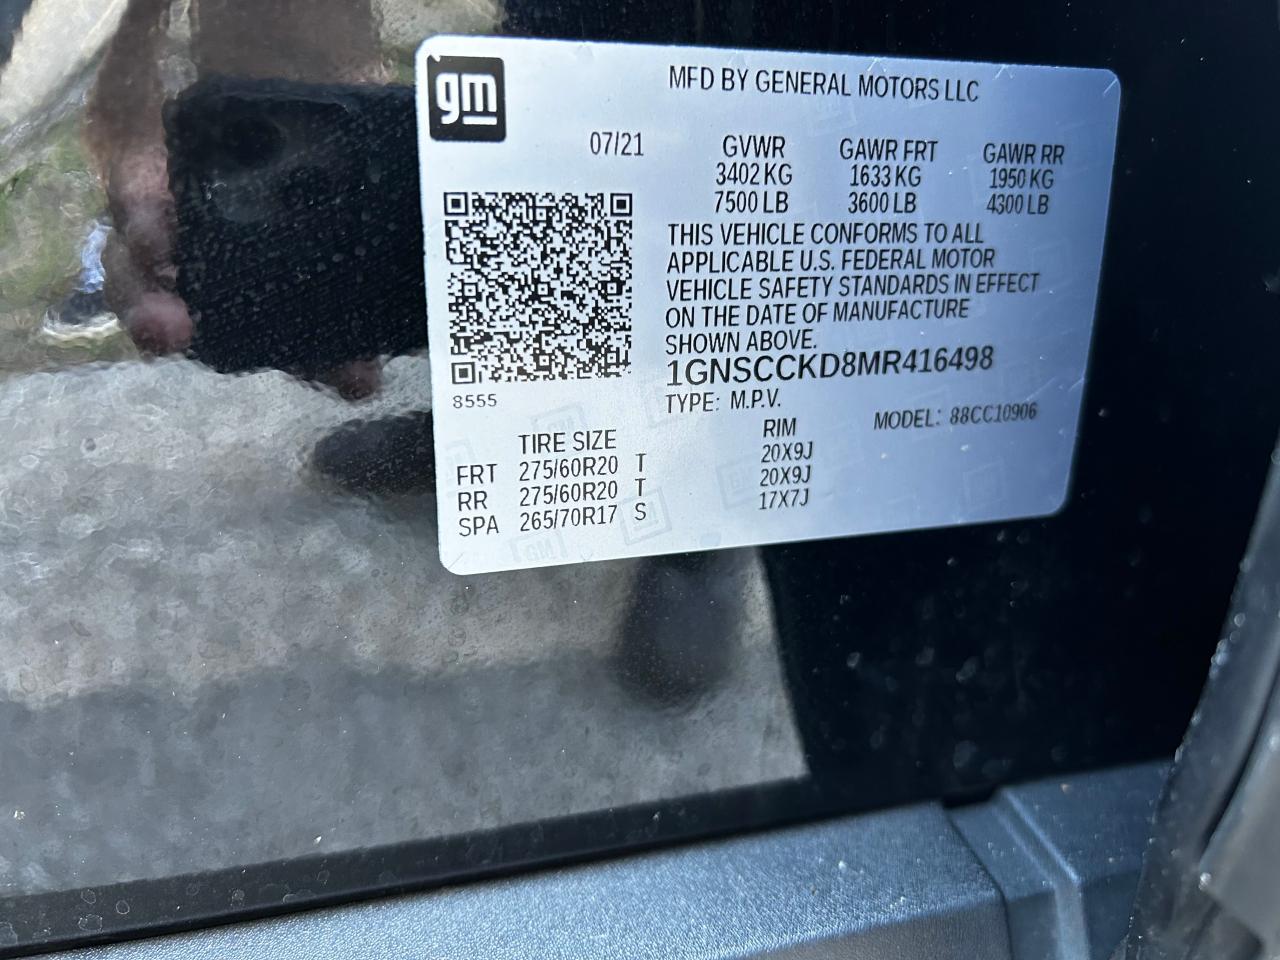 gm
MFD BY GENERAL MOTORS LLC
07/21 GVWR GAWR FRT GAWR RR
3402 KG 1633 KG 1950 KG
7500 LB 3600 LB 4300 LB
THIS VEHICLE CONFORMS TO ALL
APPLICABLE U.S. FEDERAL MOTOR
VEHICLE SAFETY STANDARDS IN EFFECT
ON THE DATE OF MANUFACTURE
SHOWN ABOVE.
1GNSCCKD8MR416498
8555
TYPE: M.P.V. MODEL: 88CC10906
TIRE SIZE RIM
FRT 275/60R20 T 20X9J
RR 275/60R20 T 20X9J
SPA 265/70R17 S 17X7J